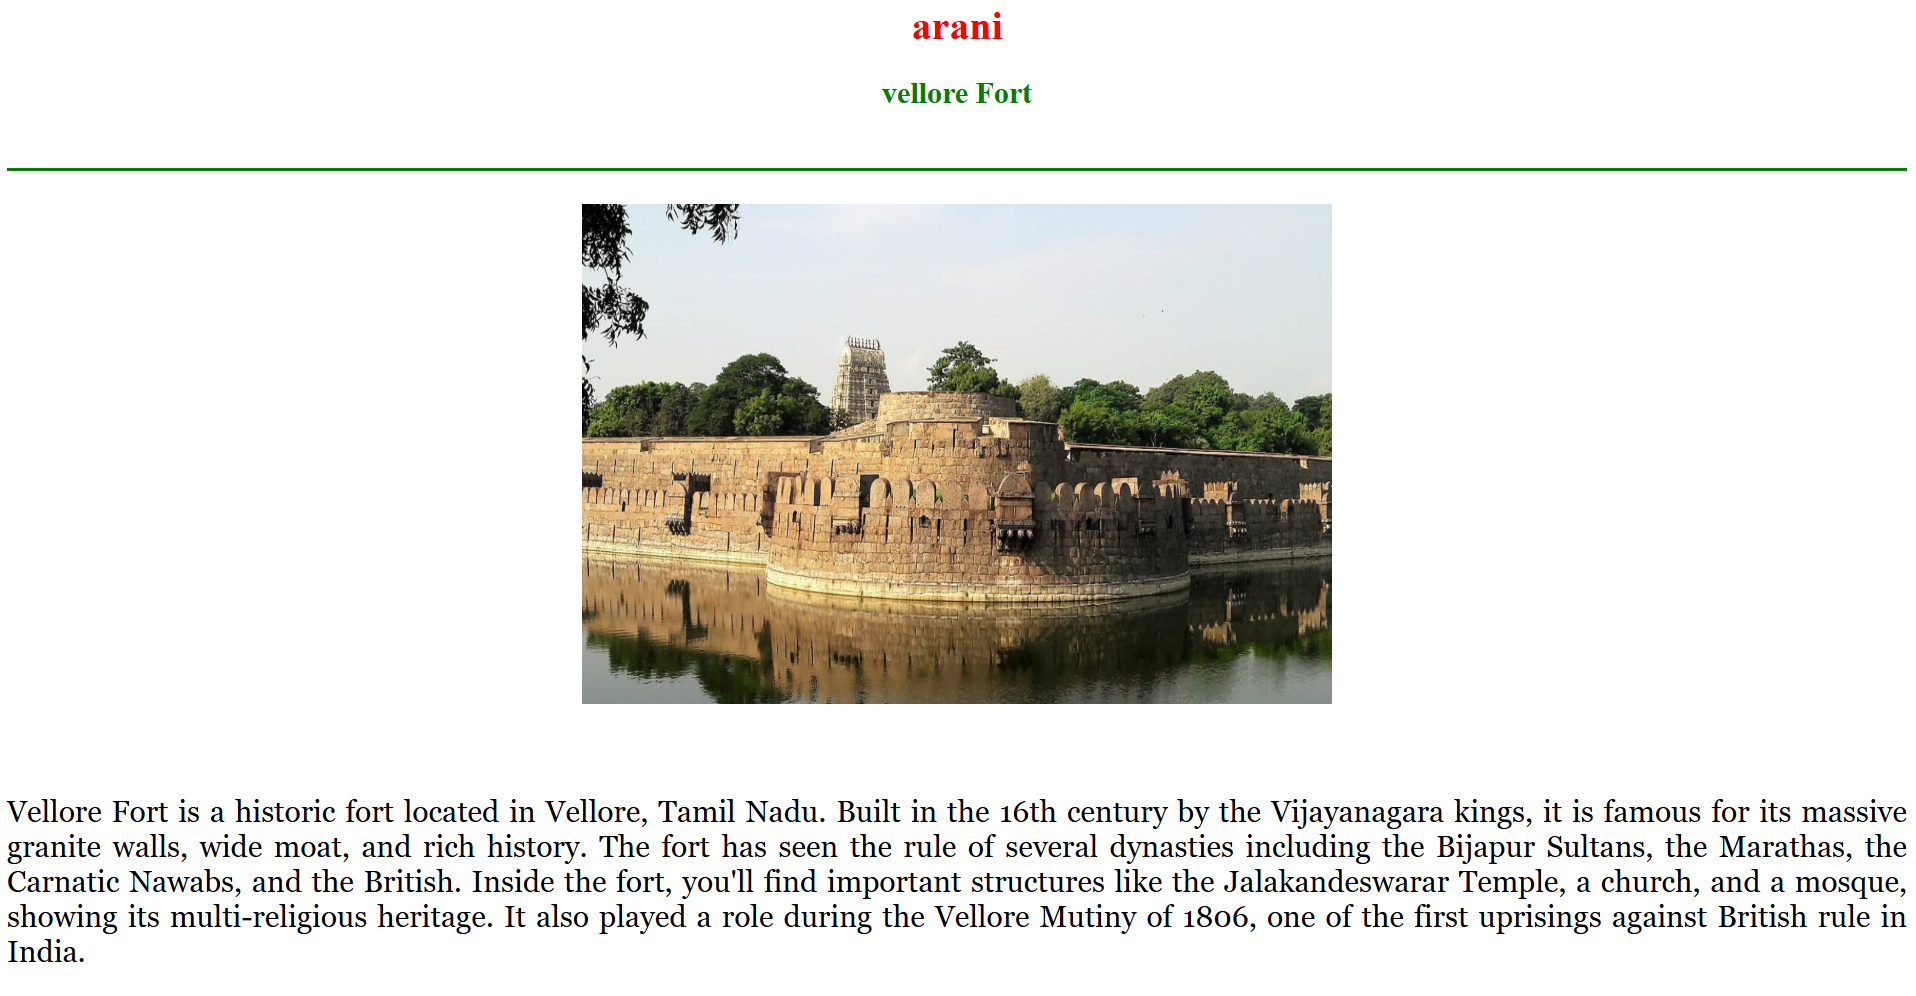 arani
vellore Fort
Vellore Fort is a historic fort located in Vellore, Tamil Nadu. Built in the 16th century by the Vijayanagara kings, it is famous for its massive
granite walls, wide moat, and rich history. The fort has seen the rule of several dynasties including the Bijapur Sultans, the Marathas, the
Carnatic Nawabs, and the British. Inside the fort, you'll find important structures like the Jalakandeswarar Temple, a church, and a mosque,
showing its multi-religious heritage. It also played a role during the Vellore Mutiny of 1806, one of the first uprisings against British rule in
India.